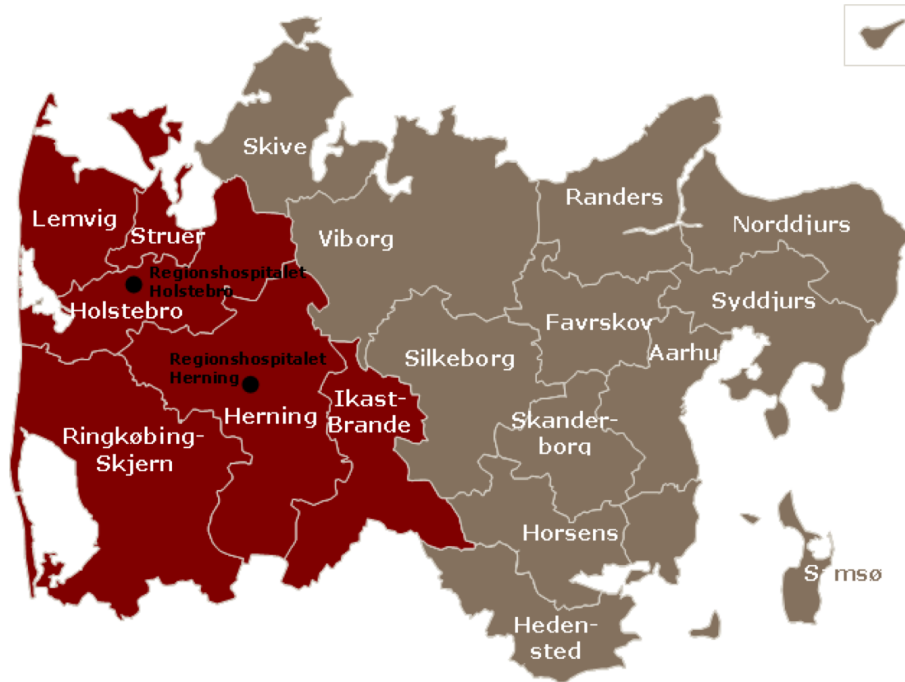 Skive
Randers
Lemvig
Norddjurs
Struer
Viborg
Regionshospitalet
Holstebro
Holstebro
Syddjurs
Favrskov
Silkeborg
Aarhu
Regionshospitalet
Herning
Ikast-
Brande
Herning
Skander-
borg
Ringkøbing-
Skjern
Horsens
S msø
Heden-
sted